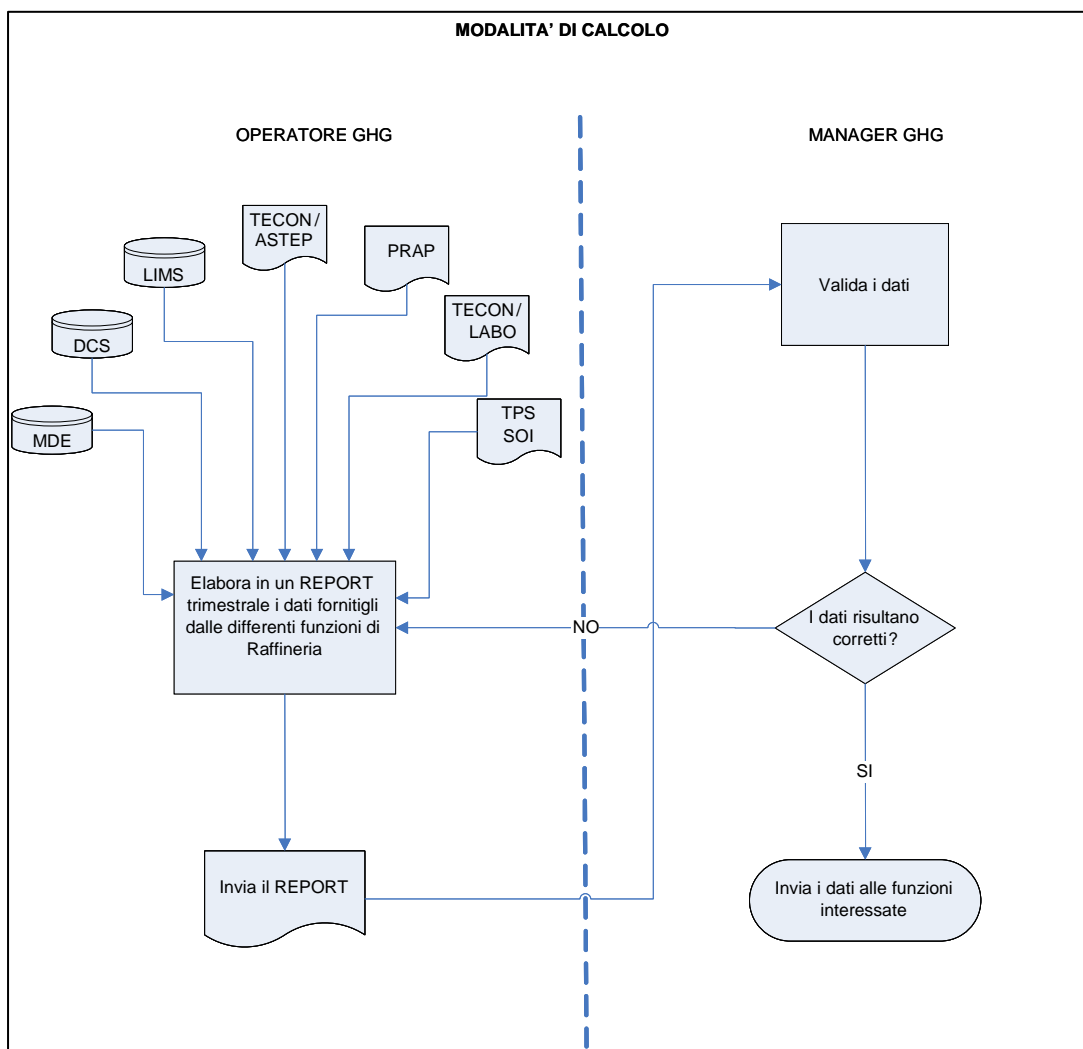 MODALITA' DI CALCOLO
OPERATORE GHG
MANAGER GHG
TECON/
ASTEP
PRAP
LIMS
TECON/
LABO
DCS
TPS
SOI
MDE
Valida i dati
Elabora in un REPORT
trimestrale i dati fornitigli
dalle differenti funzioni di
Raffineria
NO
I dati risultano
corretti?
SI
Invia il REPORT
Invia i dati alle funzioni
interessate